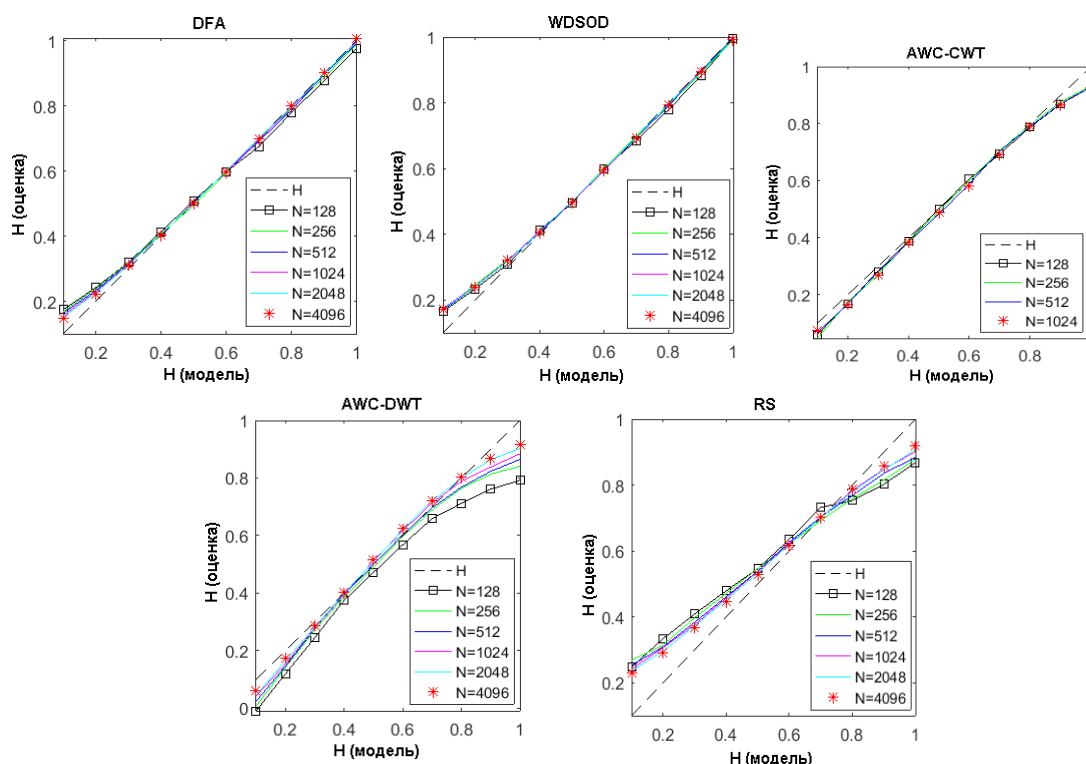 DFA
1
0.8
0.6
0.4
0.2
H (оценка)
H
N=128
N=256
N=512
N=1024
N=2048
N=4096
0.2 0.4 0.6 0.8 1
H (модель)
WDSOD
1
0.8
0.6
0.4
0.2
H (оценка)
H
N=128
N=256
N=512
N=1024
N=2048
N=4096
0.2 0.4 0.6 0.8 1
H (модель)
AWC-CWT
1
0.8
0.6
0.4
0.2
H (оценка)
H
N=128
N=256
N=512
N=1024
0.2 0.4 0.6 0.8
H (модель)
AWC-DWT
1
0.8
0.6
0.4
0.2
0
H (оценка)
H
N=128
N=256
N=512
N=1024
N=2048
N=4096
0.2 0.4 0.6 0.8 1
H (модель)
RS
1
0.8
0.6
0.4
0.2
H (оценка)
H
N=128
N=256
N=512
N=1024
N=2048
N=4096
0.2 0.4 0.6 0.8 1
H (модель)